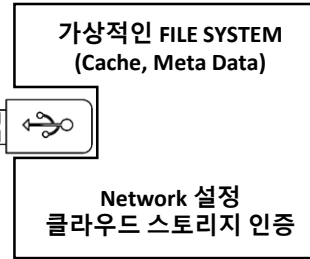 가상적인 FILE SYSTEM
(Cache, Meta Data)
Network 설정
클라우드 스토리지 인증